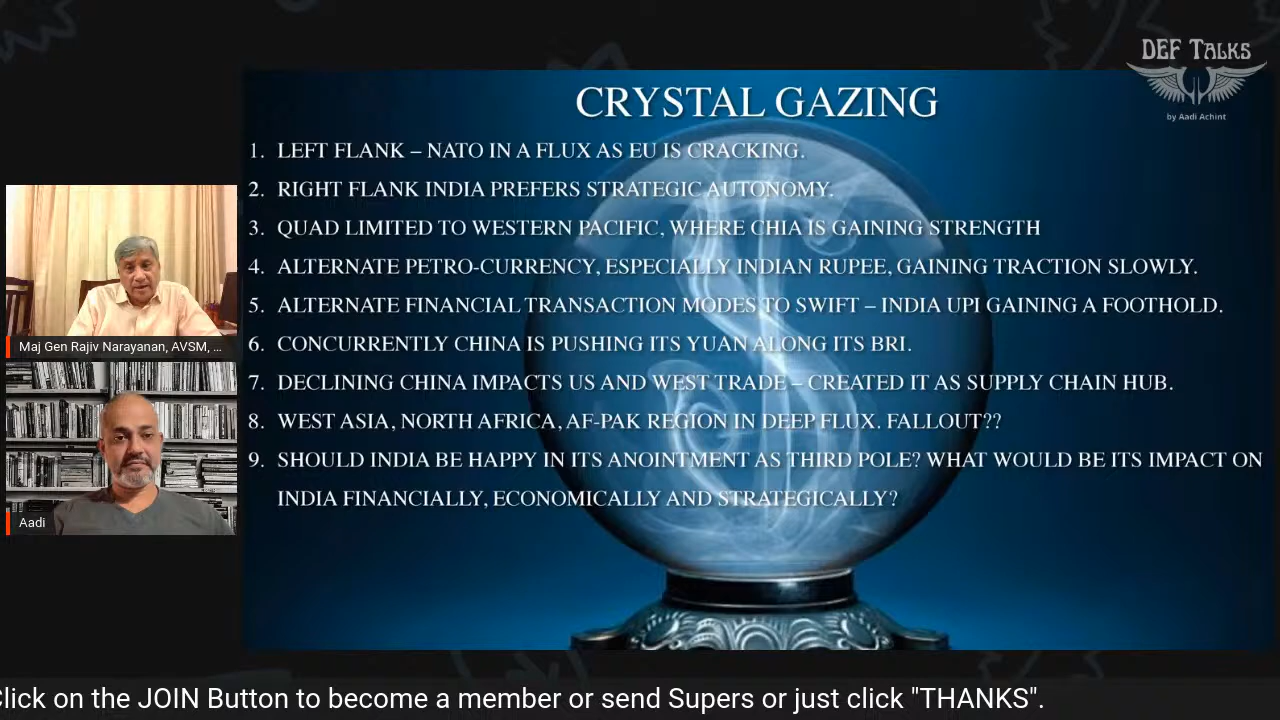 DEF TALKS
by Aadi Achint
CRYSTAL GAZING
1. LEFT FLANK – NATO IN A FLUX AS EU IS CRACKING.
2. RIGHT FLANK INDIA PREFERS STRATEGIC AUTONOMY.
3. QUAD LIMITED TO WESTERN PACIFIC, WHERE CHIA IS GAINING STRENGTH
4. ALTERNATE PETRO-CURRENCY, ESPECIALLY INDIAN RUPEE, GAINING TRACTION SLOWLY.
5. ALTERNATE FINANCIAL TRANSACTION MODES TO SWIFT – INDIA UPI GAINING A FOOTHOLD.
6. CONCURRENTLY CHINA IS PUSHING ITS YUAN ALONG ITS BRI.
7. DECLINING CHINA IMPACTS US AND WEST TRADE – CREATED IT AS SUPPLY CHAIN HUB.
8. WEST ASIA, NORTH AFRICA, AF-PAK REGION IN DEEP FLUX. FALLOUT??
9. SHOULD INDIA BE HAPPY IN ITS ANOINTMENT AS THIRD POLE? WHAT WOULD BE ITS IMPACT ON
INDIA FINANCIALLY, ECONOMICALLY AND STRATEGICALLY?
Maj Gen Rajiv Narayanan, AVSM, ...
Aadi
Click on the JOIN Button to become a member or send Supers or just click "THANKS".